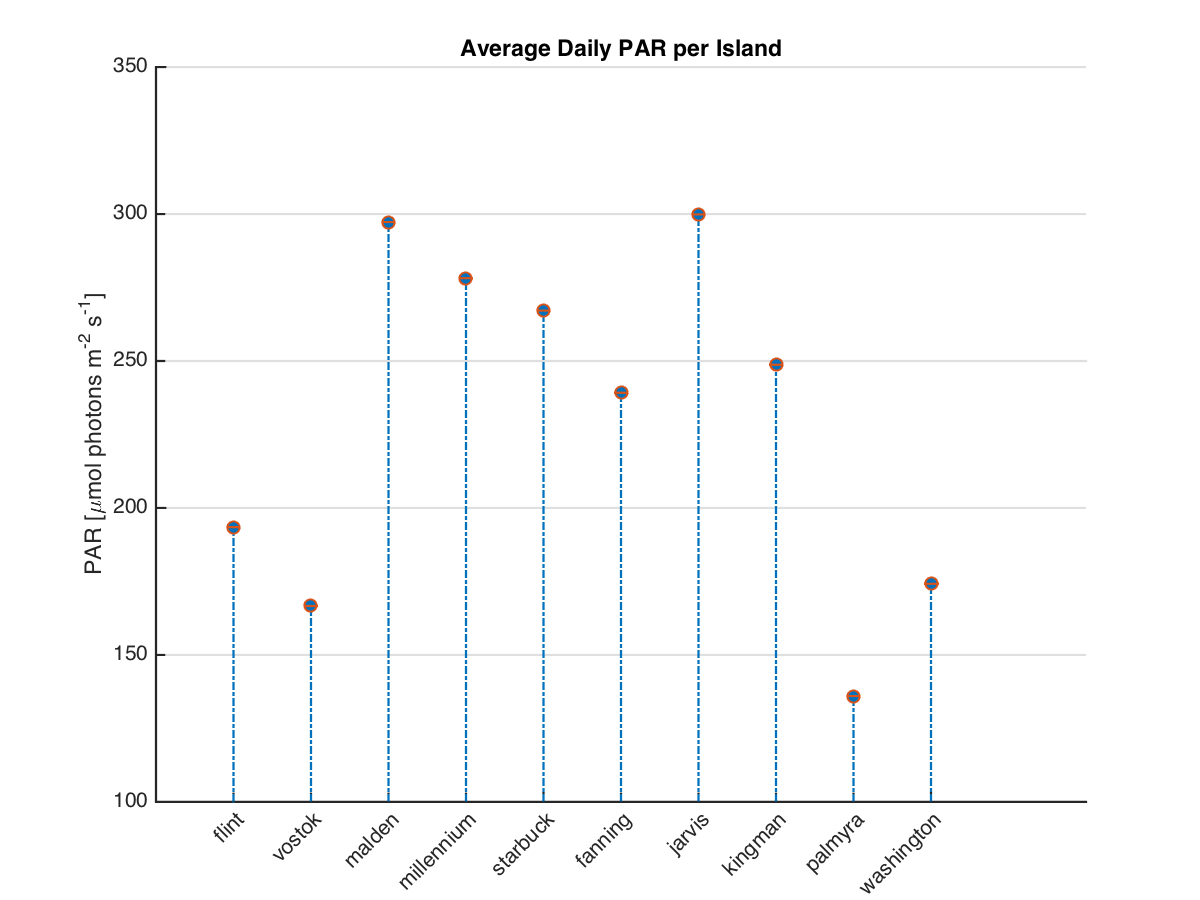 Average Daily PAR per Island
350
300
250
200
150
100
PAR [μmol photons m⁻² s⁻¹]
flint
vostok
malden
millennium
starbuck
fanning
jarvis
kingman
palmyra
washington